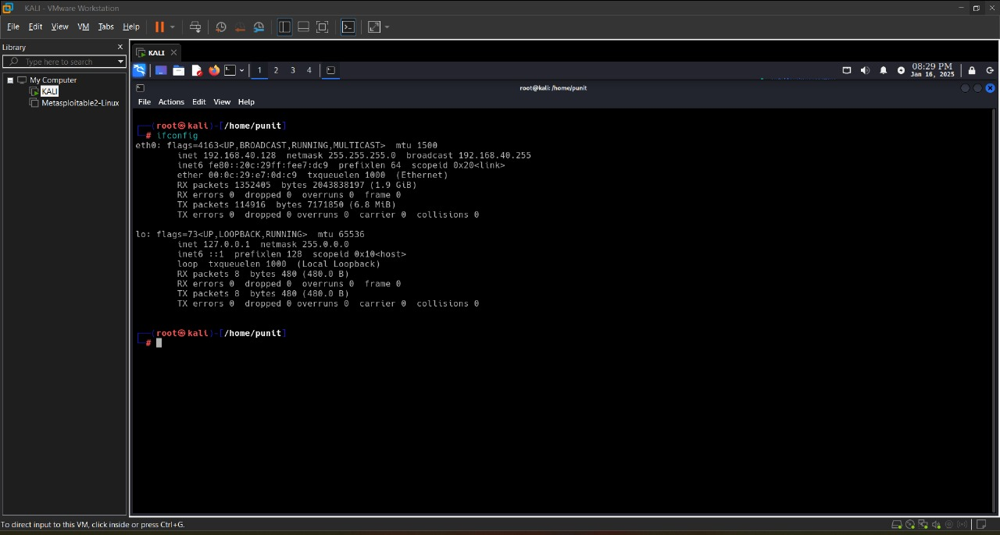 KALI - VMware Workstation
File Edit View VM Tabs Help
Library
Type here to search
My Computer
KALI
Metasploitable2-Linux
KALI
1 2 3 4
08:29 PM
Jan 16, 2025
root@kali: /home/punit
File Actions Edit View Help
┌──(root㉿kali)-[/home/punit]
└─# ifconfig
eth0: flags=4163<UP,BROADCAST,RUNNING,MULTICAST>  mtu 1500
inet 192.168.40.128  netmask 255.255.255.0  broadcast 192.168.40.255
inet6 fe80::20c:29ff:fee7:dc9  prefixlen 64  scopeid 0x20<link>
ether 00:0c:29:e7:0d:c9  txqueuelen 1000  (Ethernet)
RX packets 1352405  bytes 2043838197 (1.9 GiB)
RX errors 0  dropped 0  overruns 0  frame 0
TX packets 114916  bytes 7171850 (6.8 MiB)
TX errors 0  dropped 0 overruns 0  carrier 0  collisions 0
lo: flags=73<UP,LOOPBACK,RUNNING>  mtu 65536
inet 127.0.0.1  netmask 255.0.0.0
inet6 ::1  prefixlen 128  scopeid 0x10<host>
loop  txqueuelen 1000  (Local Loopback)
RX packets 8  bytes 480 (480.0 B)
RX errors 0  dropped 0  overruns 0  frame 0
TX packets 8  bytes 480 (480.0 B)
TX errors 0  dropped 0 overruns 0  carrier 0  collisions 0
┌──(root㉿kali)-[/home/punit]
└─#
To direct input to this VM, click inside or press Ctrl+G.